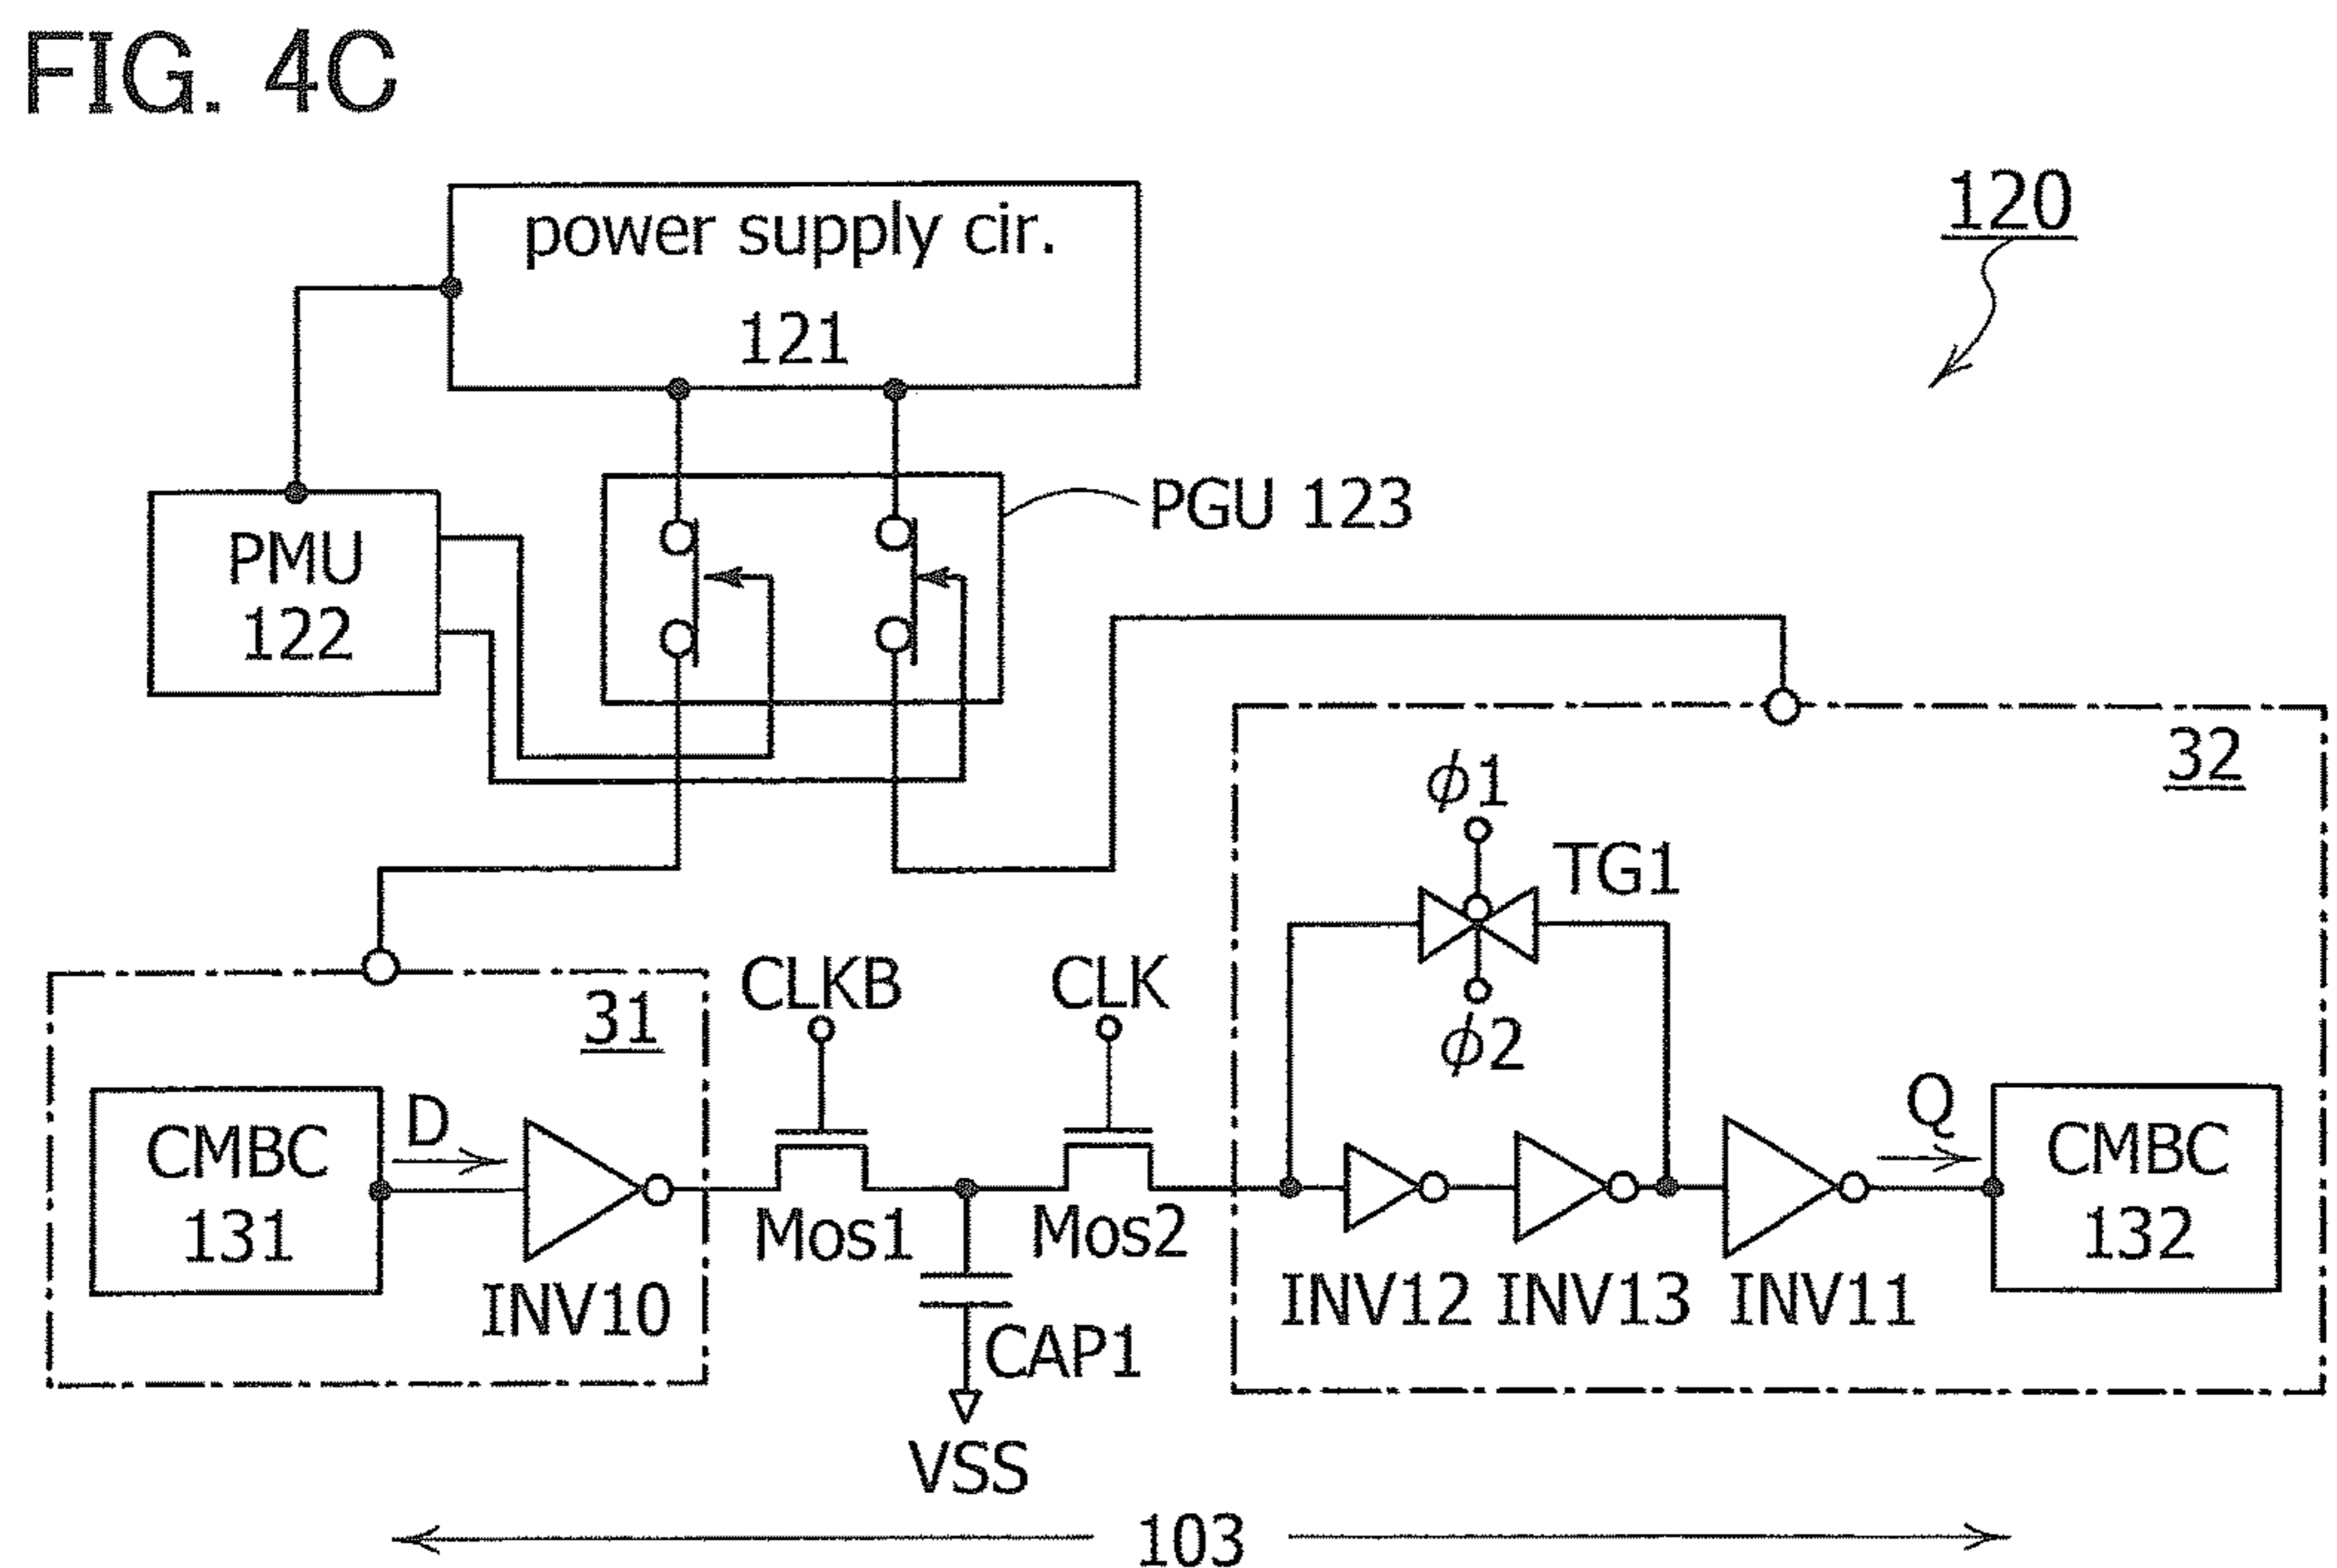 FIG. 4C
power supply cir.
121
120
PGU 123
PMU
122
32
ϕ1
TG1
ϕ2
31
CLKB
CLK
CMBC
131
D
INV10
Mos1
Mos2
CAP1
VSS
INV12
INV13
INV11
Q
CMBC
132
103